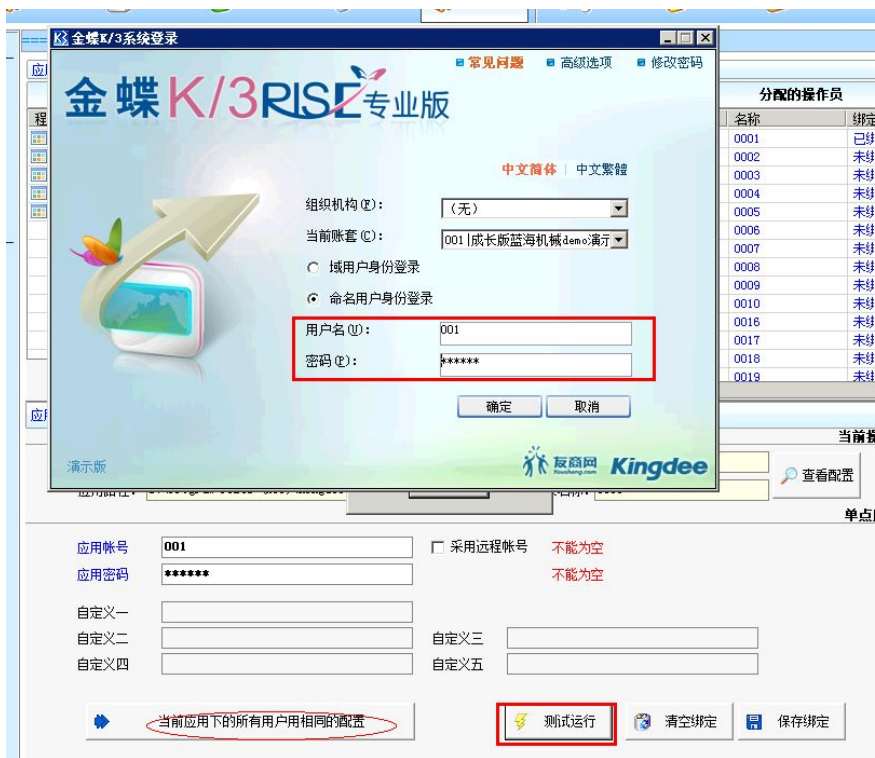 金蝶K/3系统登录
常见问题 高级选项 修改密码
金蝶K/3 RISE专业版
中文简体 中文繁體
组织机构(F): (无)
当前账套(C): 001|成长版蓝海机械demo演示
域用户身份登录
命名用户身份登录
用户名(U): 001
密码(P): ******
确定 取消
演示版
友商网
Youshang.com
Kingdee
分配的操作员
程
名称 绑定
0001 已绑
0002 未绑
0003 未绑
0004 未绑
0005 未绑
0006 未绑
0007 未绑
0008 未绑
0009 未绑
0010 未绑
0016 未绑
0017 未绑
0018 未绑
0019 未绑
当前操
查看配置
单点
应用帐号 001 采用远程帐号 不能为空
应用密码 ****** 不能为空
自定义一
自定义二 自定义三
自定义四 自定义五
当前应用下的所有用户用相同的配置 测试运行 清空绑定 保存绑定